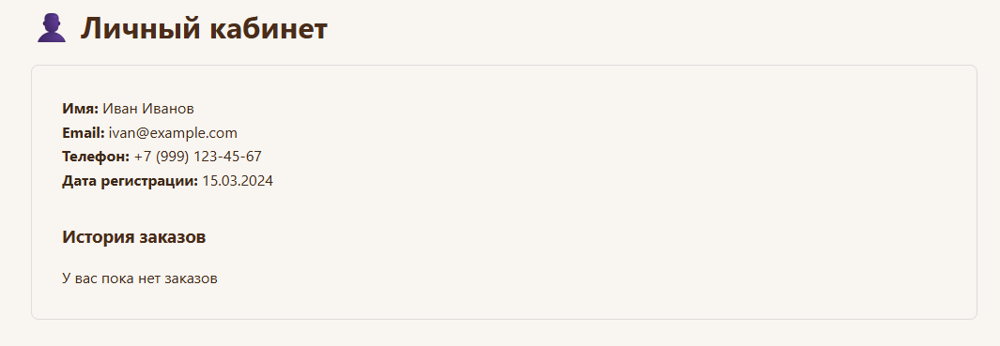 Личный кабинет
Имя: Иван Иванов
Email: ivan@example.com
Телефон: +7 (999) 123-45-67
Дата регистрации: 15.03.2024
История заказов
У вас пока нет заказов